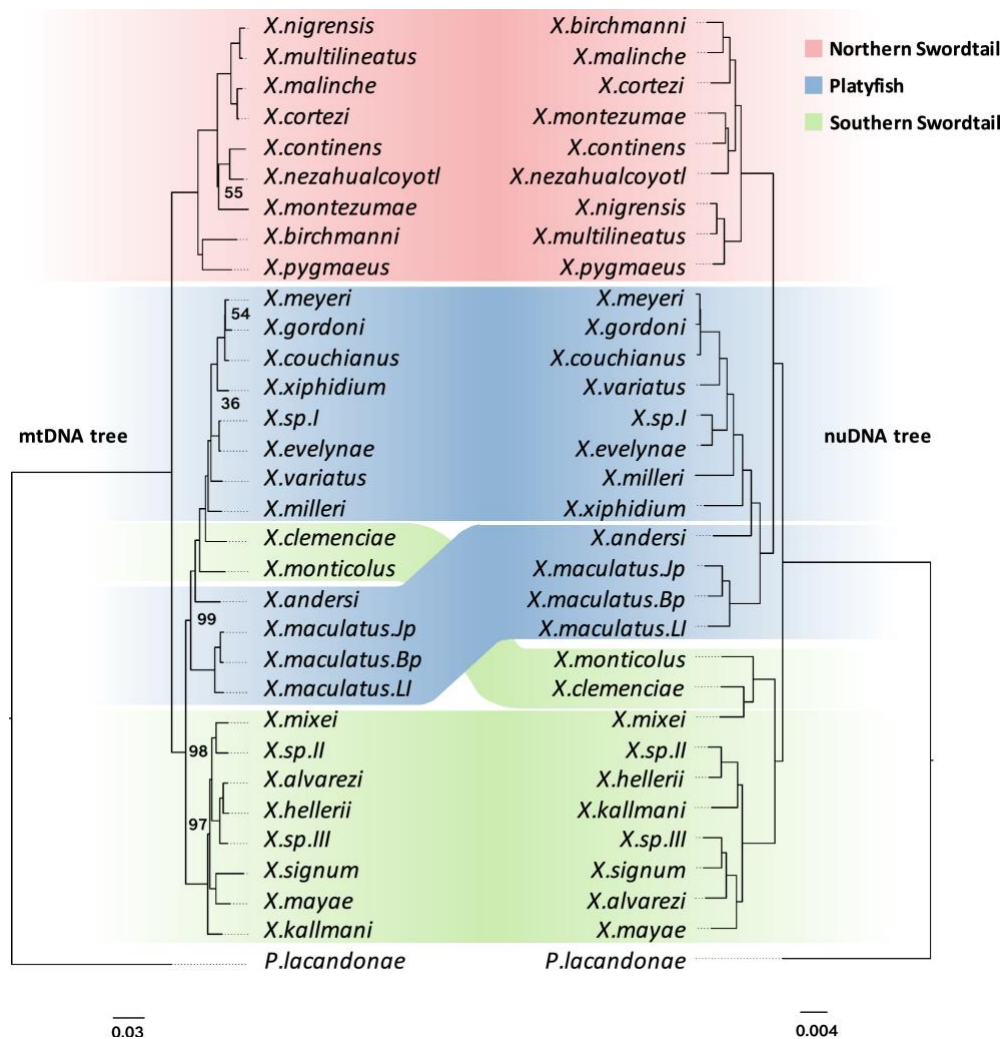 X.nigrensis X.birchmanni
X.multilineatus X.malinche
X.malinche X.cortezi
X.cortezi X.montezumae
X.continens X.continens
X.nezahualcoyotl X.nezahualcoyotl
55
X.montezumae X.nigrensis
X.birchmanni X.multilineatus
X.pygmaeus X.pygmaeus
Northern Swordtail
Platyfish
Southern Swordtail
X.meyeri X.meyeri
54
X.gordoni X.gordoni
X.couchianus X.couchianus
X.xiphidium X.variatus
36
X.sp.I X.sp.I
mtDNA tree
nuDNA tree
X.evelynae X.evelynae
X.variatus X.milleri
X.milleri X.xiphidium
X.clemenciae X.andersi
X.monticolus X.maculatus.Jp
X.andersi X.maculatus.Bp
99
X.maculatus.Jp X.maculatus.LI
X.maculatus.Bp X.monticolus
X.maculatus.LI X.clemenciae
X.mixei X.mixei
98
X.sp.II X.sp.II
X.alvarezi X.hellerii
X.hellerii X.kallmani
97
X.sp.III X.sp.III
X.signum X.signum
X.mayae X.alvarezi
X.kallmani X.mayae
P.lacandonae P.lacandonae
0.03
0.004